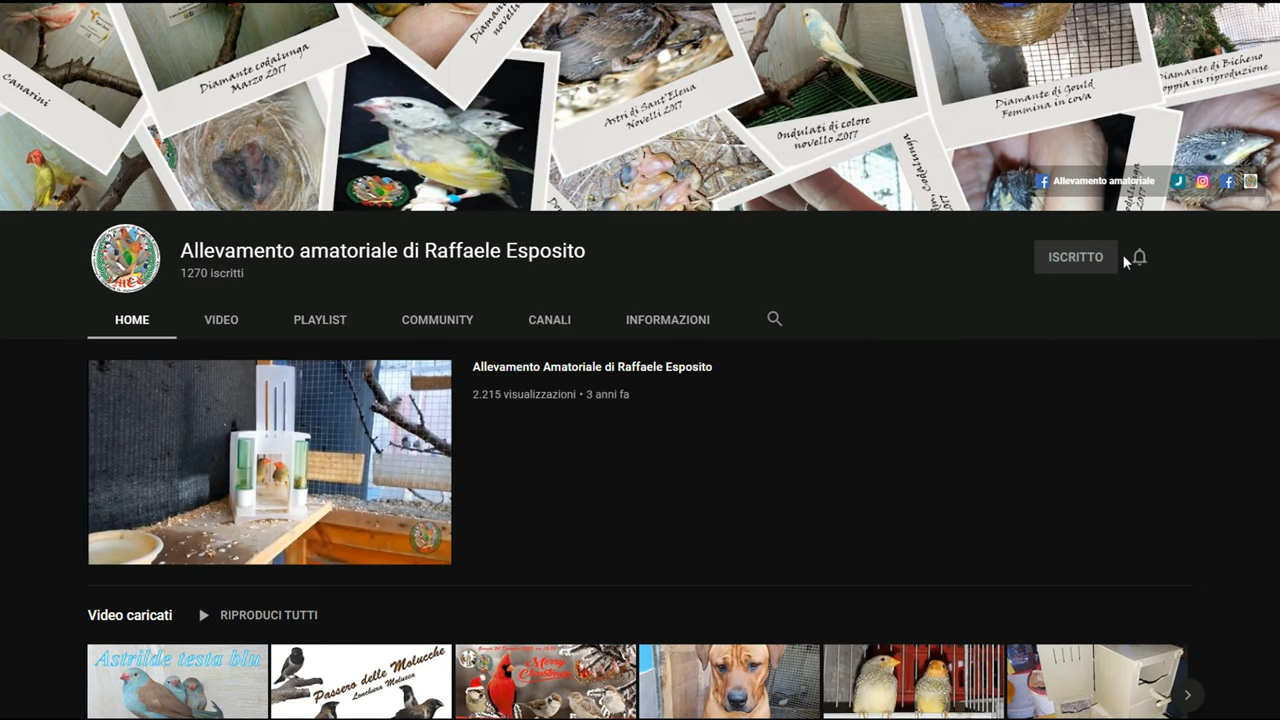 Canarini
Diamante codalunga
Marzo 2017
Astri di Sant'Elena
Novelli 2017
Ondulati di colore
novello 2017
Diamante di Gould
Femmina in cova
Diamante di Bicheno
oppia in riproduzione
Allevamento amatoriale
Allevamento amatoriale di Raffaele Esposito
1270 iscritti
ISCRITTO
HOME
VIDEO
PLAYLIST
COMMUNITY
CANALI
INFORMAZIONI
Allevamento Amatoriale di Raffaele Esposito
2.215 visualizzazioni • 3 anni fa
Video caricati
RIPRODUCI TUTTI
Astrilde testa blu
Passero delle Molucche
Lonchura Molucca
Merry
Christmas